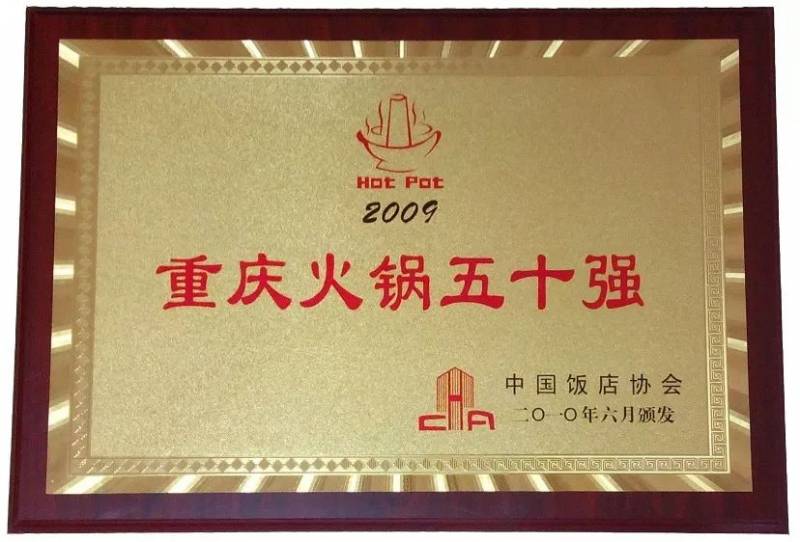 Hot Pot
2009
重庆火锅五十强
CHA
中国饭店协会
二〇一〇年六月颁发